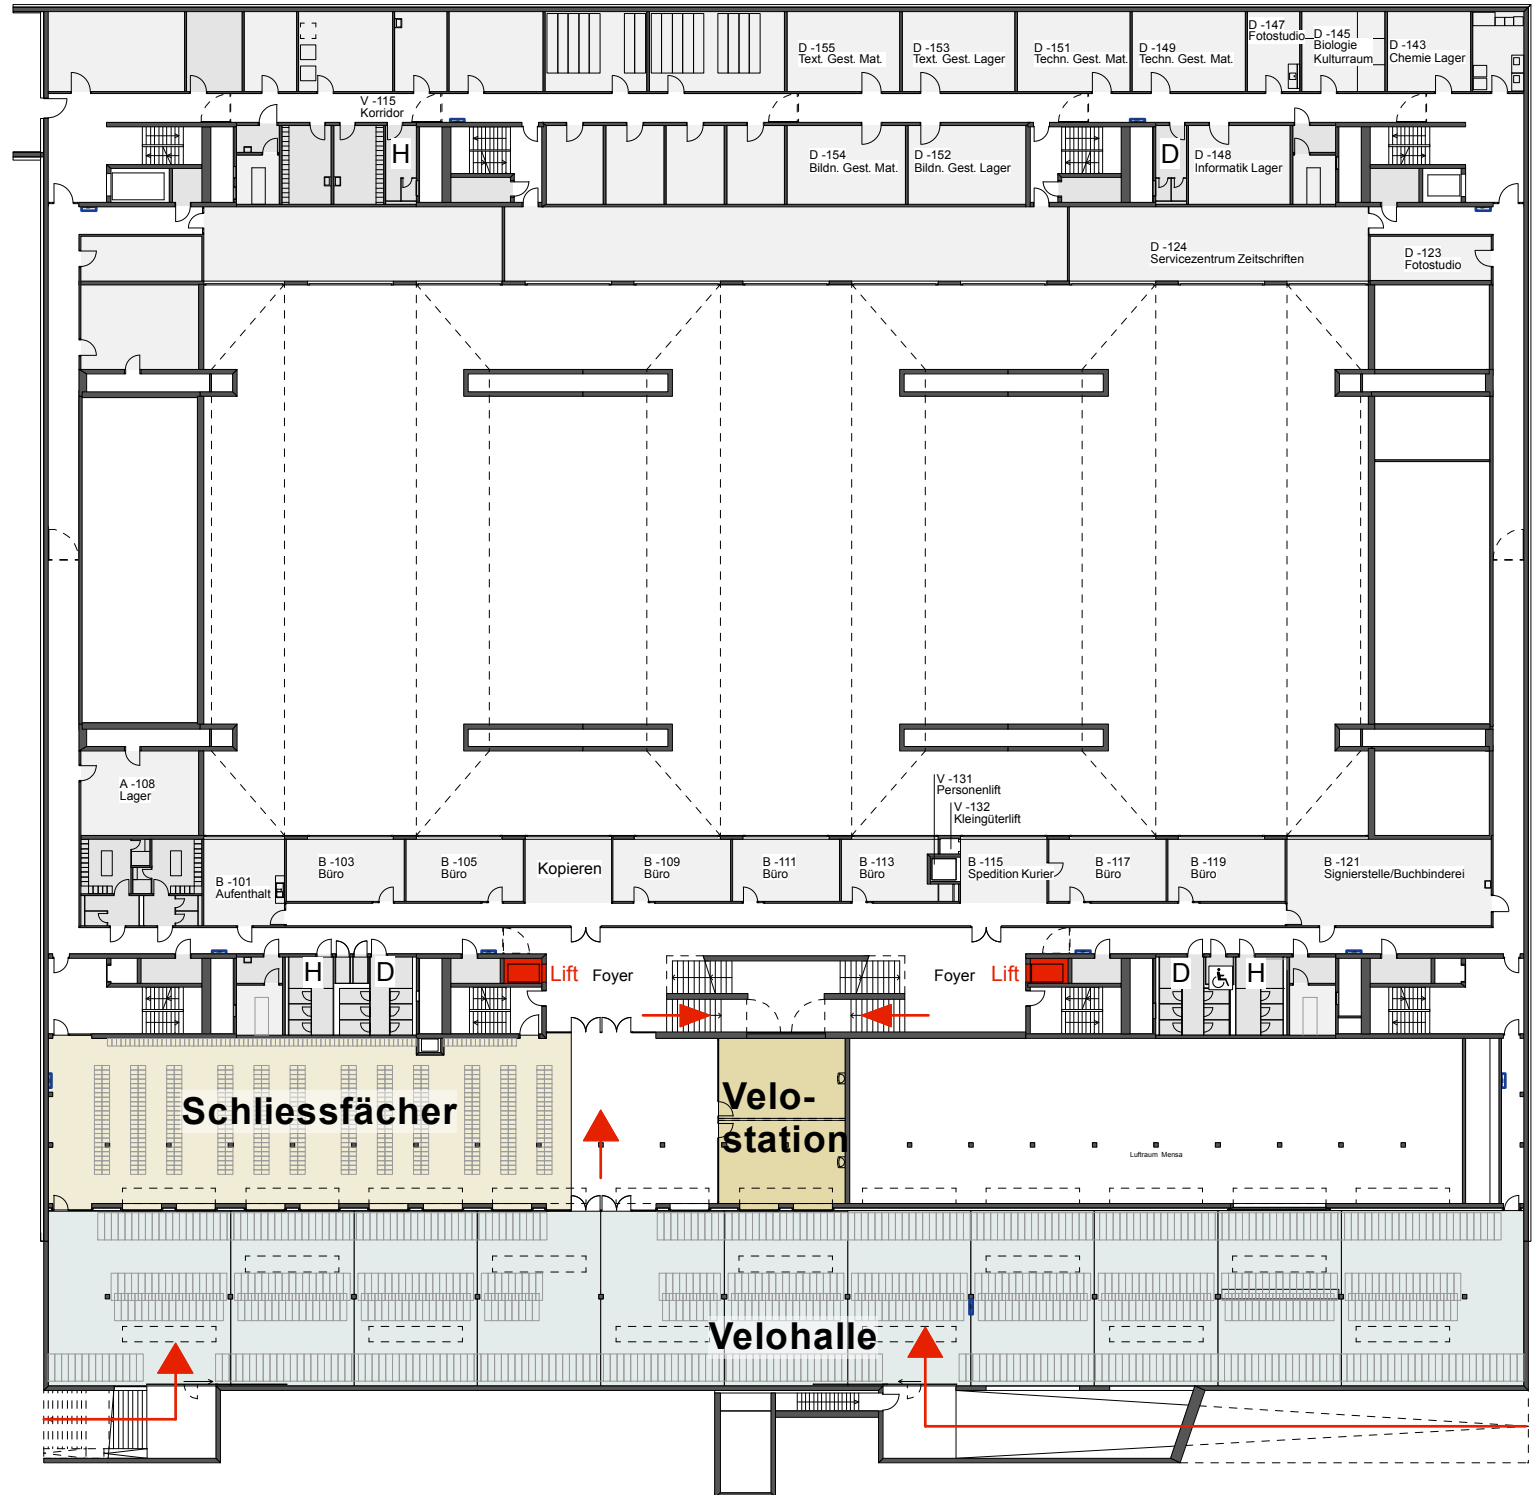 D -155
Text. Gest. Mat.
D -153
Text. Gest. Lager
D -151
Techn. Gest. Mat.
D -149
Techn. Gest. Mat.
D -147
Fotostudio
D -145
Biologie
Kulturraum
D -143
Chemie Lager
V -115
Korridor
H
D -154
Bildn. Gest. Mat.
D -152
Bildn. Gest. Lager
D
D -148
Informatik Lager
D -124
Servicezentrum Zeitschriften
D -123
Fotostudio
A -108
Lager
V -131
Personenlift
V -132
Kleingüterlift
B -101
Aufenthalt
B -103
Büro
B -105
Büro
Kopieren
B -109
Büro
B -111
Büro
B -113
Büro
B -115
Spedition Kurier
B -117
Büro
B -119
Büro
B -121
Signierstelle/Buchbinderei
H
D
Lift
Foyer
Foyer
Lift
D
H
Schliessfächer
Velo-
station
Luftraum Mensa
Velohalle